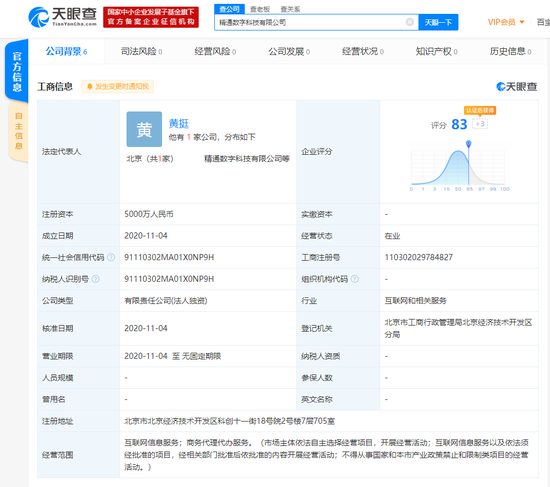 天眼查
TianYanCha.com
国家中小企业发展子基金旗下
官方备案企业征信机构
查公司 查老板 查关系
精通数字科技有限公司
天眼一下
VIP会员
官方信息
自主信息
公司背景 6 司法风险 0 经营风险 0 公司发展 0 经营状况 0 知识产权 0 历史信息 0
工商信息 发生变更时通知我 天眼查
法定代表人
黄
黄挺
他有 1 家公司，分布如下
北京（共1家） 精通数字科技有限公司等
企业评分
评分 83 +3
认证后获得
0 1 5 15 50 85 95 99 100
注册资本 5000万人民币 实缴资本 -
成立日期 2020-11-04 经营状态 在业
统一社会信用代码 91110302MA01X0NP9H 工商注册号 110302029784827
纳税人识别号 91110302MA01X0NP9H 组织机构代码 -
公司类型 有限责任公司(法人独资) 行业 互联网和相关服务
核准日期 2020-11-04 登记机关 北京市工商行政管理局北京经济技术开发区
分局
营业期限 2020-11-04 至 无固定期限 纳税人资质 -
人员规模 - 参保人数 -
曾用名 - 英文名称 -
注册地址 北京市北京经济技术开发区科创十一街18号院2号楼7层705室
经营范围 互联网信息服务；商务代理代办服务。（市场主体依法自主选择经营项目，开展经营活动；互联网信息服务以及依法须
经批准的项目，经相关部门批准后依批准的内容开展经营活动；不得从事国家和本市产业政策禁止和限制类项目的经营
活动。）